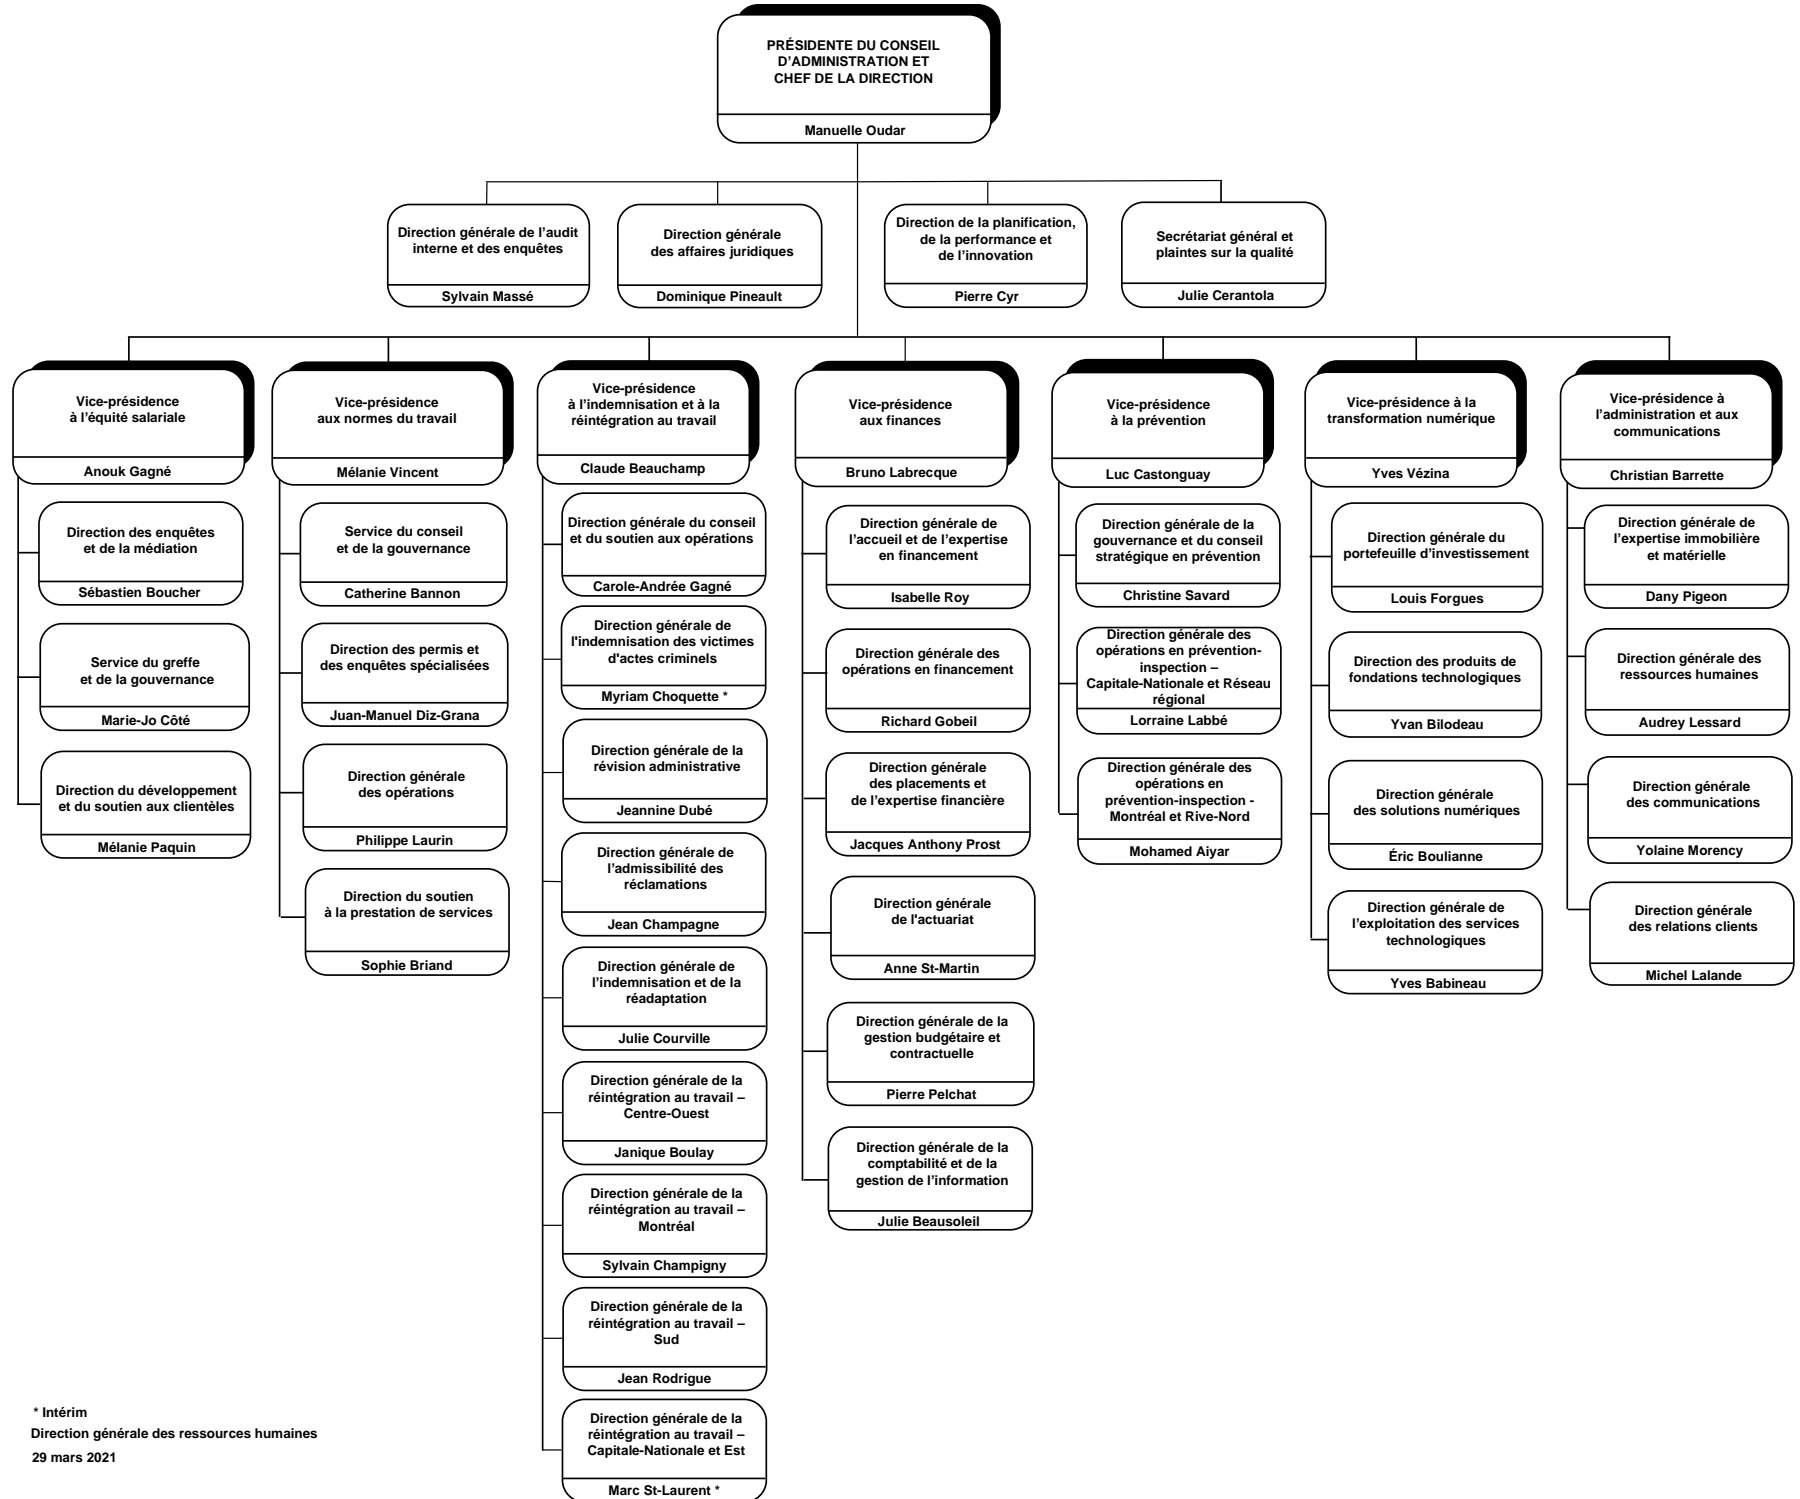 PRÉSIDENTE DU CONSEIL
D'ADMINISTRATION ET
CHEF DE LA DIRECTION
Manuelle Oudar
Direction générale de l'audit
interne et des enquêtes
Sylvain Massé
Direction générale
des affaires juridiques
Dominique Pineault
Direction de la planification,
de la performance et
de l'innovation
Pierre Cyr
Secrétariat général et
plaintes sur la qualité
Julie Cerantola
Vice-présidence
à l'équité salariale
Anouk Gagné
Direction des enquêtes
et de la médiation
Sébastien Boucher
Service du greffe
et de la gouvernance
Marie-Jo Côté
Direction du développement
et du soutien aux clientèles
Mélanie Paquin
Vice-présidence
aux normes du travail
Mélanie Vincent
Service du conseil
et de la gouvernance
Catherine Bannon
Direction des permis et
des enquêtes spécialisées
Juan-Manuel Diz-Grana
Direction générale
des opérations
Philippe Laurin
Direction du soutien
à la prestation de services
Sophie Briand
Vice-présidence
à l'indemnisation et à la
réintégration au travail
Claude Beauchamp
Direction générale du conseil
et du soutien aux opérations
Carole-Andrée Gagné
Direction générale de
l'indemnisation des victimes
d'actes criminels
Myriam Choquette *
Direction générale de la
révision administrative
Jeannine Dubé
Direction générale de
l'admissibilité des
réclamations
Jean Champagne
Direction générale de
l'indemnisation et de la
réadaptation
Julie Courville
Direction générale de la
réintégration au travail –
Centre-Ouest
Janique Boulay
Direction générale de la
réintégration au travail –
Montréal
Sylvain Champigny
Direction générale de la
réintégration au travail –
Sud
Jean Rodrigue
Direction générale de la
réintégration au travail –
Capitale-Nationale et Est
Marc St-Laurent *
Vice-présidence
aux finances
Bruno Labrecque
Direction générale de
l'accueil et de l'expertise
en financement
Isabelle Roy
Direction générale des
opérations en financement
Richard Gobeil
Direction générale
des placements et
de l'expertise financière
Jacques Anthony Prost
Direction générale
de l'actuariat
Anne St-Martin
Direction générale de la
gestion budgétaire et
contractuelle
Pierre Pelchat
Direction générale de la
comptabilité et de la
gestion de l'information
Julie Beausoleil
Vice-présidence
à la prévention
Luc Castonguay
Direction générale de la
gouvernance et du conseil
stratégique en prévention
Christine Savard
Direction générale des
opérations en prévention-
inspection –
Capitale-Nationale et Réseau
régional
Lorraine Labbé
Direction générale des
opérations en
prévention-inspection -
Montréal et Rive-Nord
Mohamed Aiyar
Vice-présidence à la
transformation numérique
Yves Vézina
Direction générale du
portefeuille d'investissement
Louis Forgues
Direction des produits de
fondations technologiques
Yvan Bilodeau
Direction générale
des solutions numériques
Éric Boulianne
Direction générale de
l'exploitation des services
technologiques
Yves Babineau
Vice-présidence à
l'administration et aux
communications
Christian Barrette
Direction générale de
l'expertise immobilière
et matérielle
Dany Pigeon
Direction générale des
ressources humaines
Audrey Lessard
Direction générale
des communications
Yolaine Morency
Direction générale
des relations clients
Michel Lalande
* Intérim
Direction générale des ressources humaines
29 mars 2021